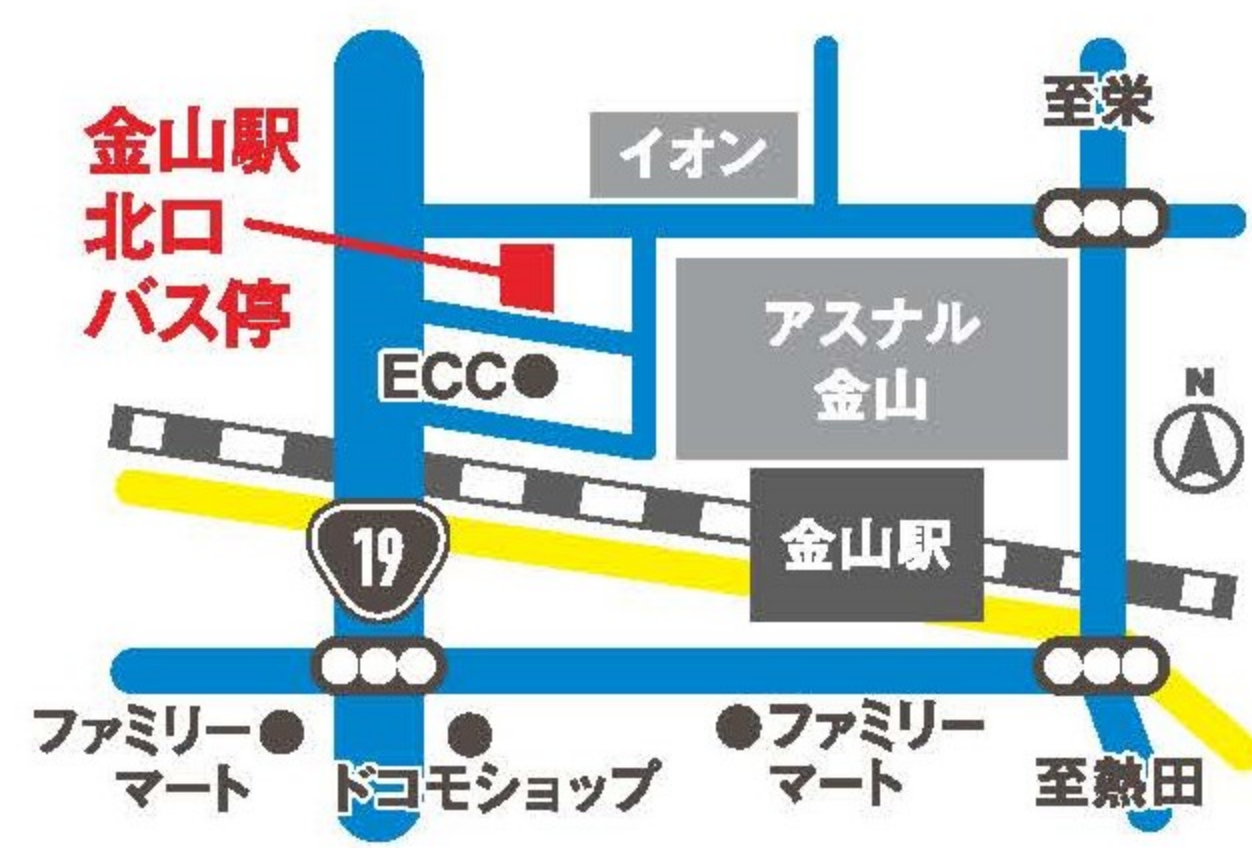 金山駅
北口
バス停
イオン
至栄
アスナル
金山
ECC
N
19
金山駅
ファミリー
マート
ドコモショップ
ファミリー
マート
至熱田